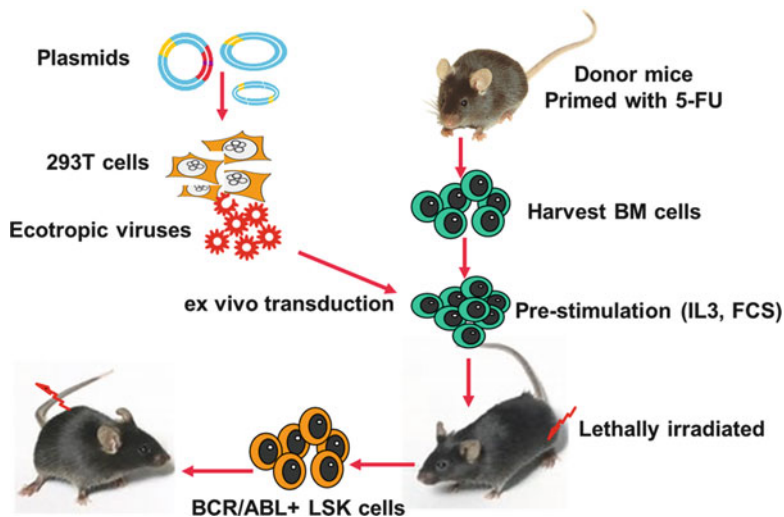 Plasmids
Donor mice
Primed with 5-FU
293T cells
Harvest BM cells
Ecotropic viruses
ex vivo transduction
Pre-stimulation (IL3, FCS)
Lethally irradiated
BCR/ABL+ LSK cells